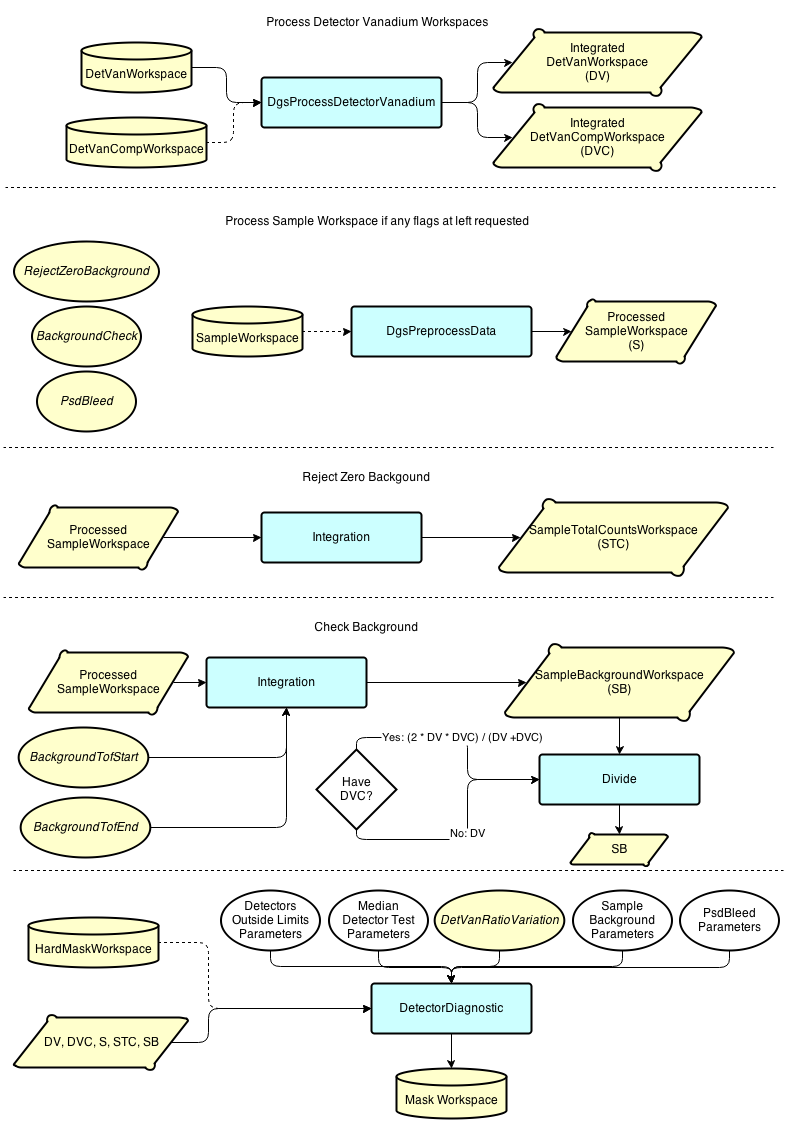 Process Detector Vanadium Workspaces
DetVanWorkspace
DetVanCompWorkspace
DgsProcessDetectorVanadium
Integrated
DetVanWorkspace
(DV)
Integrated
DetVanCompWorkspace
(DVC)
Process Sample Workspace if any flags at left requested
RejectZeroBackground
BackgroundCheck
PsdBleed
SampleWorkspace
DgsPreprocessData
Processed
SampleWorkspace
(S)
Reject Zero Backgound
Processed
SampleWorkspace
Integration
SampleTotalCountsWorkspace
(STC)
Check Background
Processed
SampleWorkspace
Integration
SampleBackgroundWorkspace
(SB)
BackgroundTofStart
BackgroundTofEnd
Have
DVC?
Yes: (2 * DV * DVC) / (DV +DVC)
No: DV
Divide
SB
HardMaskWorkspace
DV, DVC, S, STC, SB
Detectors
Outside Limits
Parameters
Median
Detector Test
Parameters
DetVanRatioVariation
Sample
Background
Parameters
PsdBleed
Parameters
DetectorDiagnostic
Mask Workspace